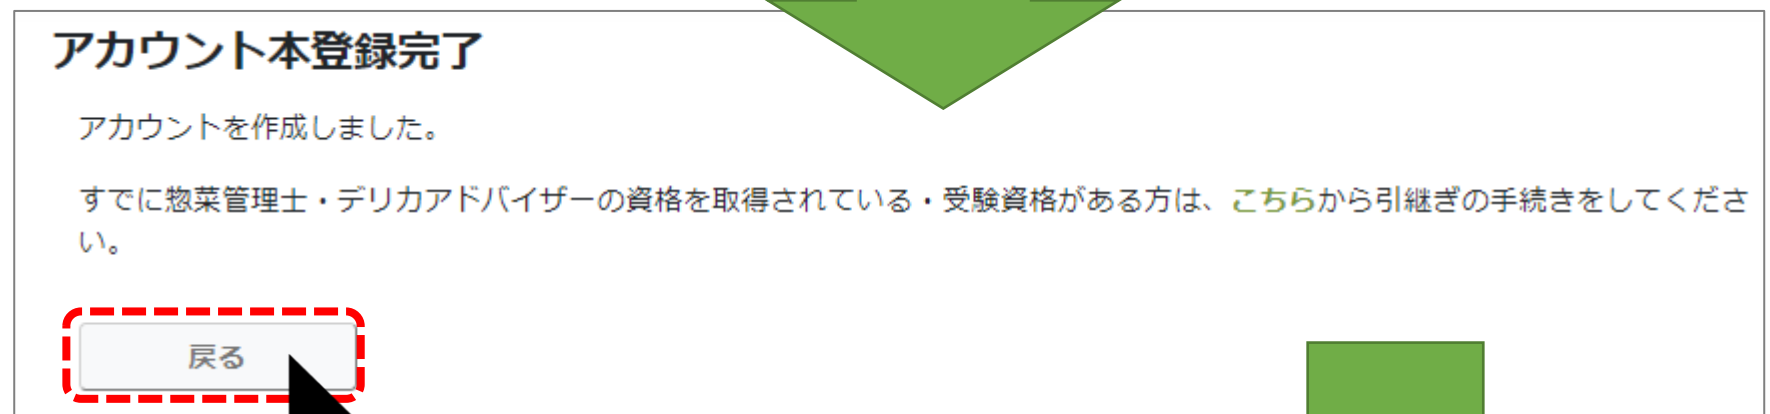 アカウント本登録完了
アカウントを作成しました。
すでに惣菜管理士・デリカアドバイザーの資格を取得されている・受験資格がある方は、こちらから引継ぎの手続きをしてくださ
い。
戻る